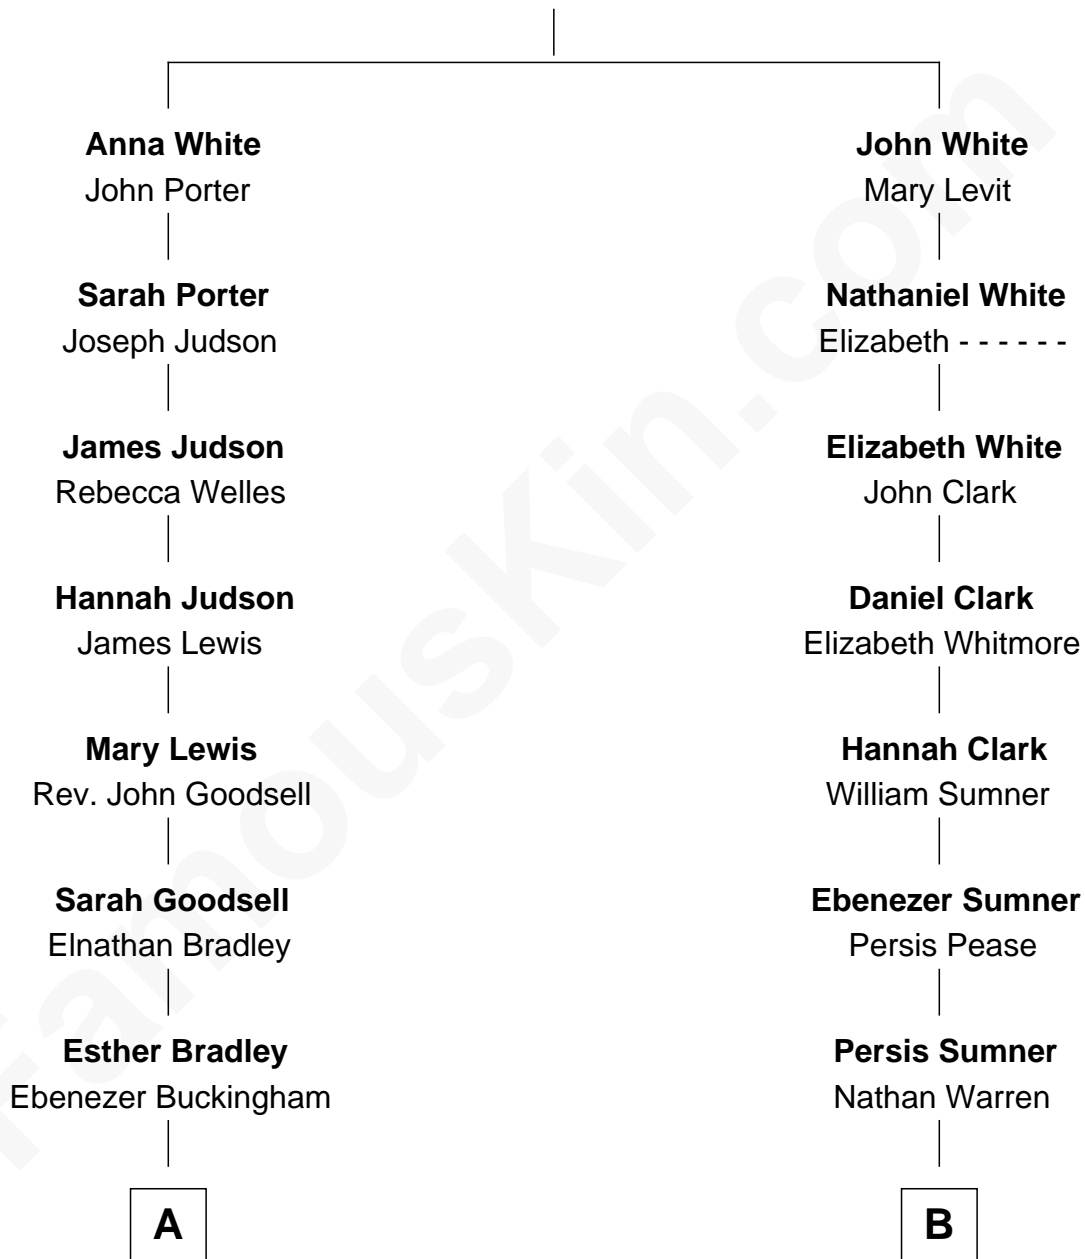 Anna White
John Porter
Sarah Porter
Joseph Judson
James Judson
Rebecca Welles
Hannah Judson
James Lewis
Mary Lewis
Rev. John Goodsell
Sarah Goodsell
Elnathan Bradley
Esther Bradley
Ebenezer Buckingham
A
John White
Mary Levit
Nathaniel White
Elizabeth - - - - - -
Elizabeth White
John Clark
Daniel Clark
Elizabeth Whitmore
Hannah Clark
William Sumner
Ebenezer Sumner
Persis Pease
Persis Sumner
Nathan Warren
B
FamousKin.com